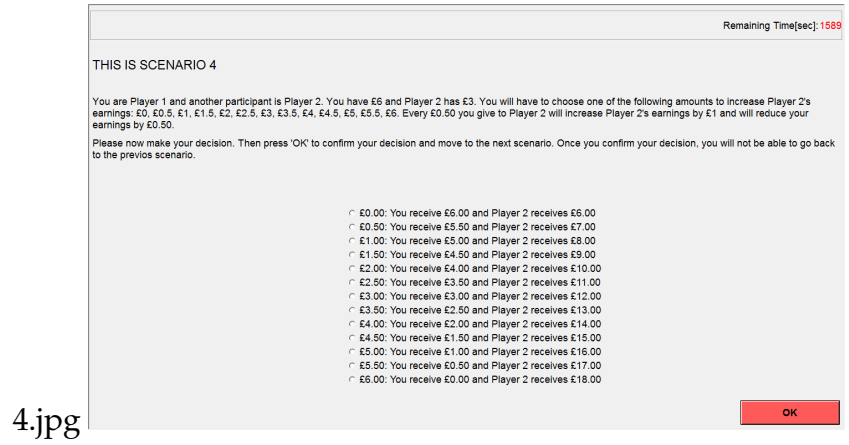 Remaining Time[sec]: 1589
THIS IS SCENARIO 4
You are Player 1 and another participant is Player 2. You have £6 and Player 2 has £3. You will have to choose one of the following amounts to increase Player 2's
earnings: £0, £0.5, £1, £1.5, £2, £2.5, £3, £3.5, £4, £4.5, £5, £5.5, £6. Every £0.50 you give to Player 2 will increase Player 2's earnings by £1 and will reduce your
earnings by £0.50.
Please now make your decision. Then press 'OK' to confirm your decision and move to the next scenario. Once you confirm your decision, you will not be able to go back
to the previos scenario.
£0.00: You receive £6.00 and Player 2 receives £6.00
£0.50: You receive £5.50 and Player 2 receives £7.00
£1.00: You receive £5.00 and Player 2 receives £8.00
£1.50: You receive £4.50 and Player 2 receives £9.00
£2.00: You receive £4.00 and Player 2 receives £10.00
£2.50: You receive £3.50 and Player 2 receives £11.00
£3.00: You receive £3.00 and Player 2 receives £12.00
£3.50: You receive £2.50 and Player 2 receives £13.00
£4.00: You receive £2.00 and Player 2 receives £14.00
£4.50: You receive £1.50 and Player 2 receives £15.00
£5.00: You receive £1.00 and Player 2 receives £16.00
£5.50: You receive £0.50 and Player 2 receives £17.00
£6.00: You receive £0.00 and Player 2 receives £18.00
OK
4.jpg